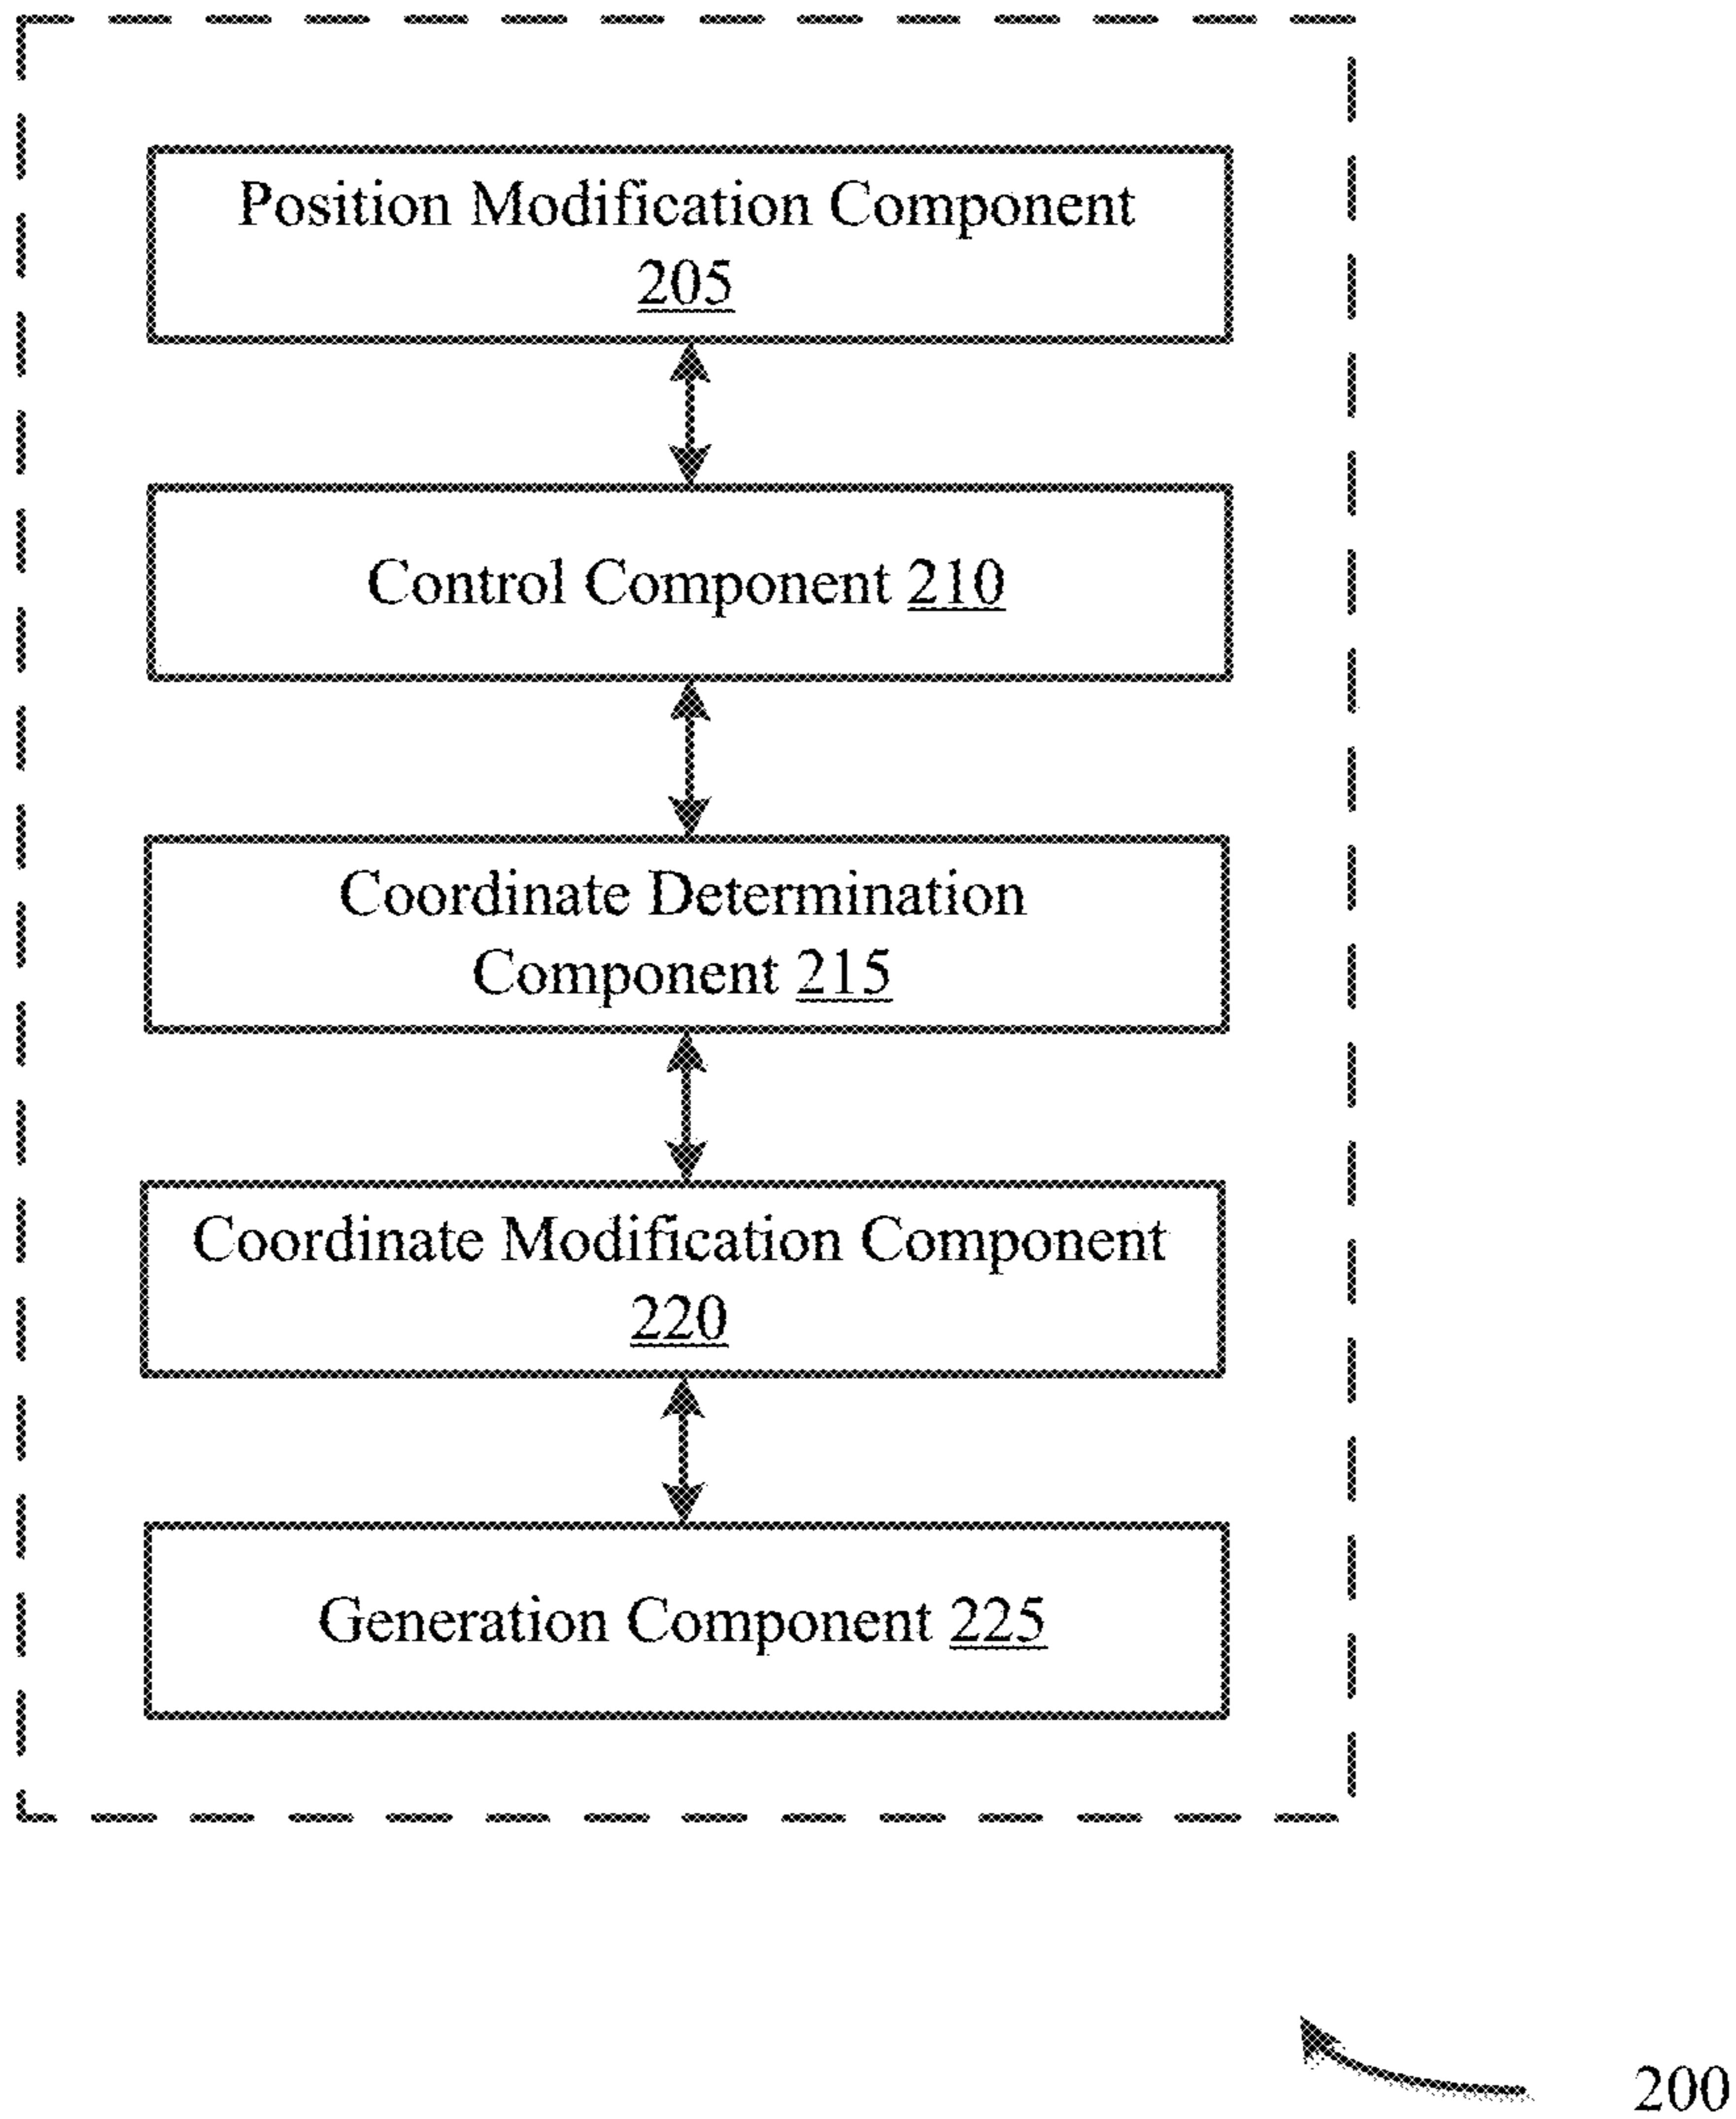 Position Modification Component
205
Control Component 210
Coordinate Determination
Component 215
Coordinate Modification Component
220
Generation Component 225
200